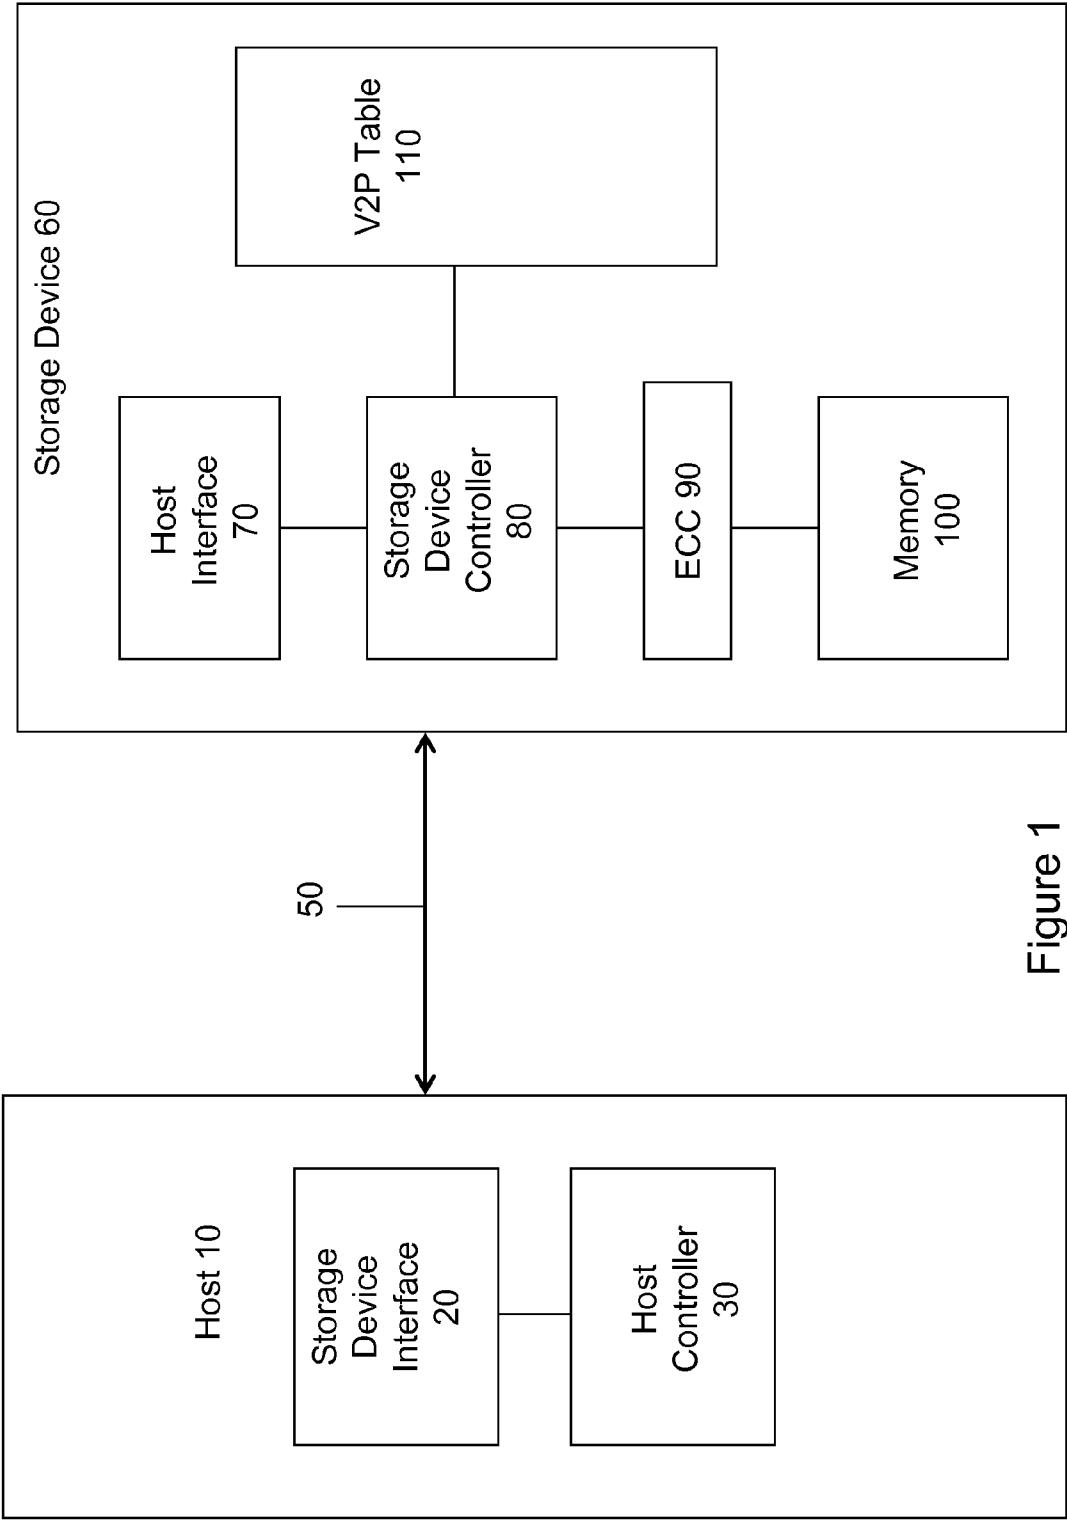 Host 10
Storage
Device
Interface
20
Host
Controller
30
50
Storage Device 60
Host
Interface
70
Storage
Device
Controller
80
ECC 90
Memory
100
V2P Table
110
Figure 1